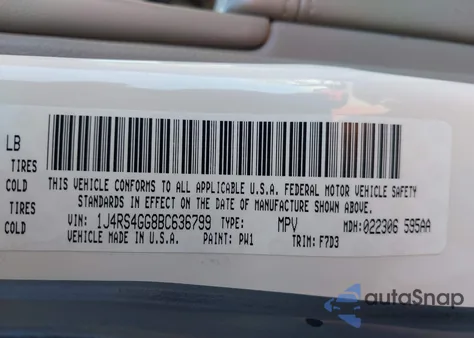 LB
TIRES
COLD
TIRES
COLD
THIS VEHICLE CONFORMS TO ALL APPLICABLE U.S.A. FEDERAL MOTOR VEHICLE SAFETY
STANDARDS IN EFFECT ON THE DATE OF MANUFACTURE SHOWN ABOVE.
VIN: 1J4RS4GG8BC636799 TYPE: MPV MDH:022306 595AA
VEHICLE MADE IN U.S.A. PAINT: PW1 TRIM: F7D3
autoSnap